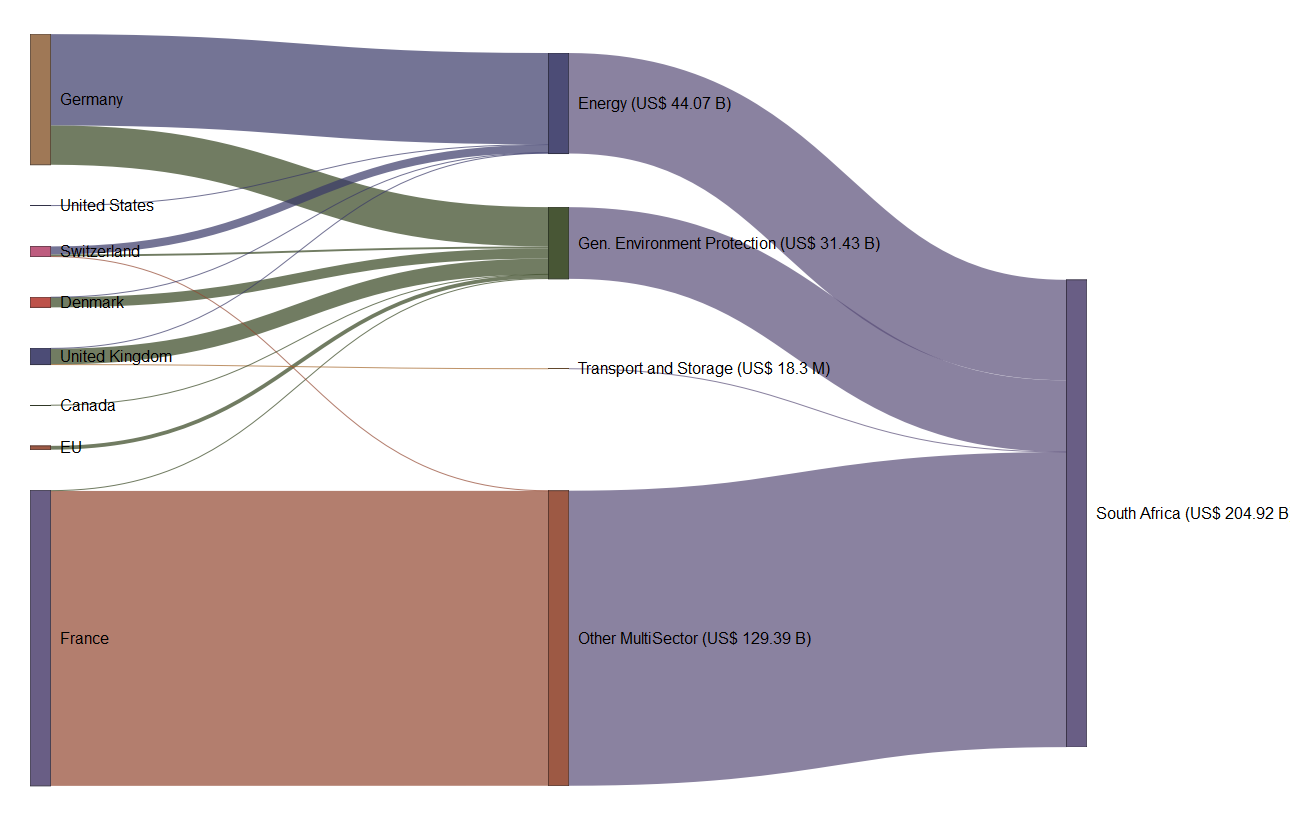 Germany
United States
Switzerland
Denmark
United Kingdom
Canada
EU
France
Energy (US$ 44.07 B)
Gen. Environment Protection (US$ 31.43 B)
Transport and Storage (US$ 18.3 M)
Other MultiSector (US$ 129.39 B)
South Africa (US$ 204.92 B